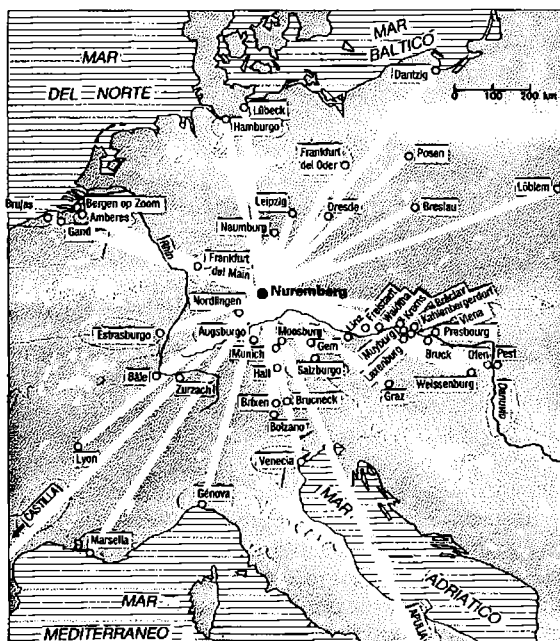 MAR
DEL NORTE
MAR
BALTICO
Dantzig
0 100 200 km
Lübeck
Hamburgo
Frankfurt
del Oder
Posen
Löblem
Brujas
Bergen op Zoom
Amberes
Gand
Rhin
Leipzig
Dresde
Breslau
Naumburg
Frankfurt
del Main
Nuremberg
Nordlingen
Estrasburgo
Augsburgo
Moosburg
Munich
Linz
Freistadt
Krems
Kahlenbergerdorf
Viena
Presbourg
Bruck
Ofen
Pest
Hall
Salzburgo
Bâle
Zurzach
Weissenburg
Graz
Danubio
Brixen
Bruneck
Bolzano
Lyon
Venecia
CASTILLA
Génova
Marsella
MAR
ADRIATICO
APULIA
MAR
MEDITERRANEO